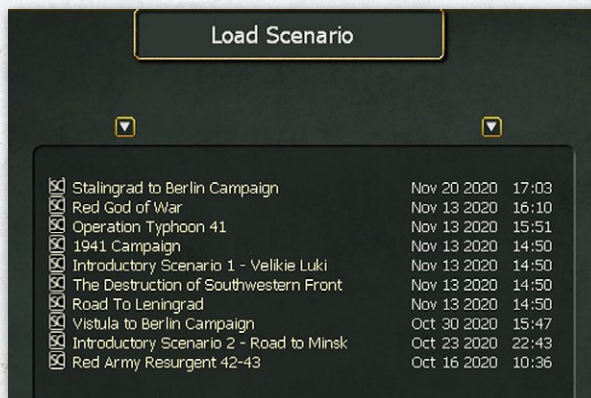 Load Scenario
Stalingrad to Berlin Campaign Nov 20 2020 17:03
Red God of War Nov 13 2020 16:10
Operation Typhoon 41 Nov 13 2020 15:51
1941 Campaign Nov 13 2020 14:50
Introductory Scenario 1 - Velikie Luki Nov 13 2020 14:50
The Destruction of Southwestern Front Nov 13 2020 14:50
Road To Leningrad Nov 13 2020 14:50
Vistula to Berlin Campaign Oct 30 2020 15:47
Introductory Scenario 2 - Road to Minsk Oct 23 2020 22:43
Red Army Resurgent 42-43 Oct 16 2020 10:36